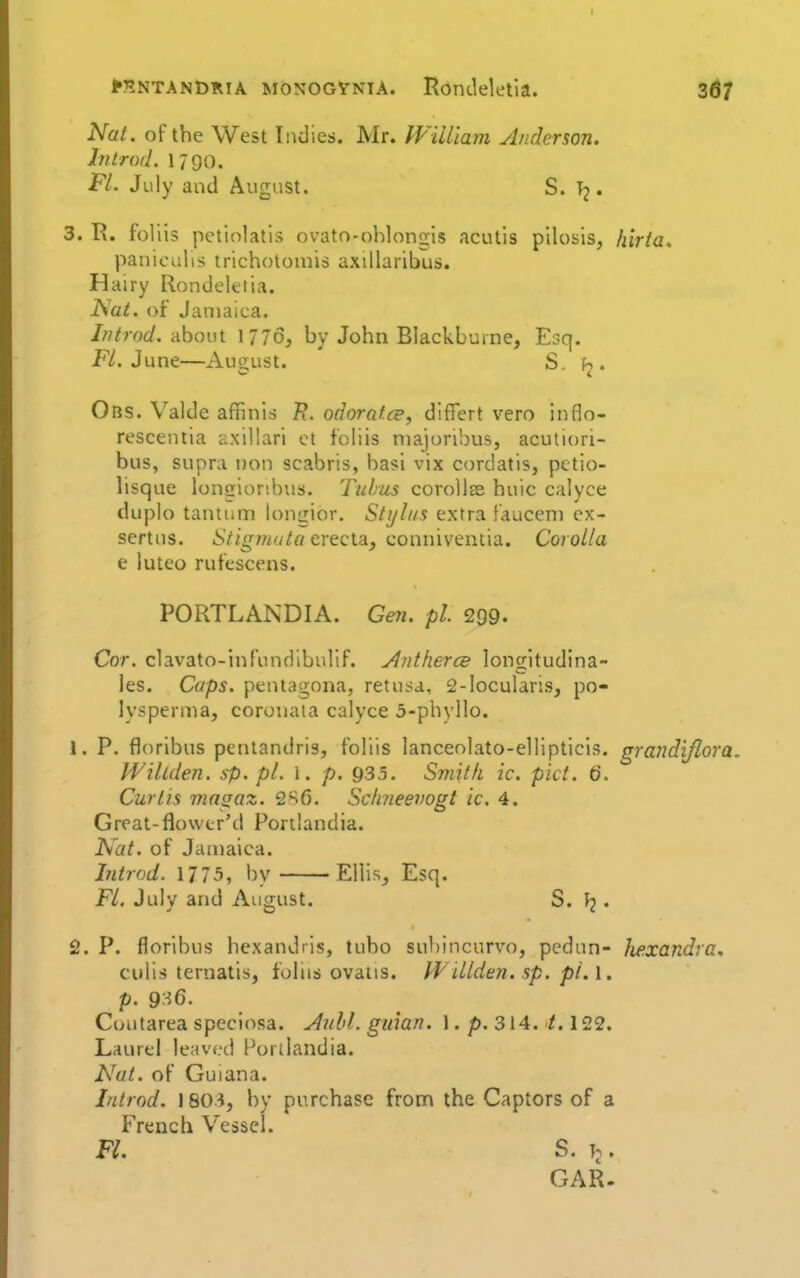 PENTANDRIA MONOGYNIA. Rondeletia. 367
Nat. of the West Indies. Mr. William Anderson.
Introd. 1790.
Fl. July and August. S. ♄.
3. R. foliis petiolatis ovato-oblongis acutis pilosis, hirta.
paniculis trichotomis axillaribus.
Hairy Rondeletia.
Nat. of Jamaica.
Introd. about 1776, by John Blackburne, Esq.
Fl. June—August. S. ♄.
Obs. Valde affinis R. odoratæ, differt vero inflo-
rescentia axillari et foliis majoribus, acutiori-
bus, supra non scabris, basi vix cordatis, petio-
lisque longioribus. Tubus corollæ huic calyce
duplo tantum longior. Stylus extra faucem ex-
sertus. Stigmata erecta, conniventia. Corolla
e luteo rufescens.
PORTLANDIA. Gen. pl. 299.
Cor. clavato-infundibulif. Antheræ longitudina-
les. Caps. pentagona, retusa, 2-locularis, po-
lysperma, coronata calyce 5-phyllo.
1. P. floribus pentandris, foliis lanceolato-ellipticis. grandiflora.
Willden. sp. pl. 1. p. 935. Smith ic. pict. 6.
Curtis magaz. 286. Schneevogt ic. 4.
Great-flower'd Portlandia.
Nat. of Jamaica.
Introd. 1775, by —— Ellis, Esq.
Fl. July and August. S. ♄.
2. P. floribus hexandris, tubo subincurvo, pedun- hexandra.
culis ternatis, foliis ovatis. Willden. sp. pl. 1.
p. 936.
Coutarea speciosa. Aubl. guian. 1. p. 314. t. 122.
Laurel leaved Portlandia.
Nat. of Guiana.
Introd. 1803, by purchase from the Captors of a
French Vessel.
Fl. S. ♄.
GAR-